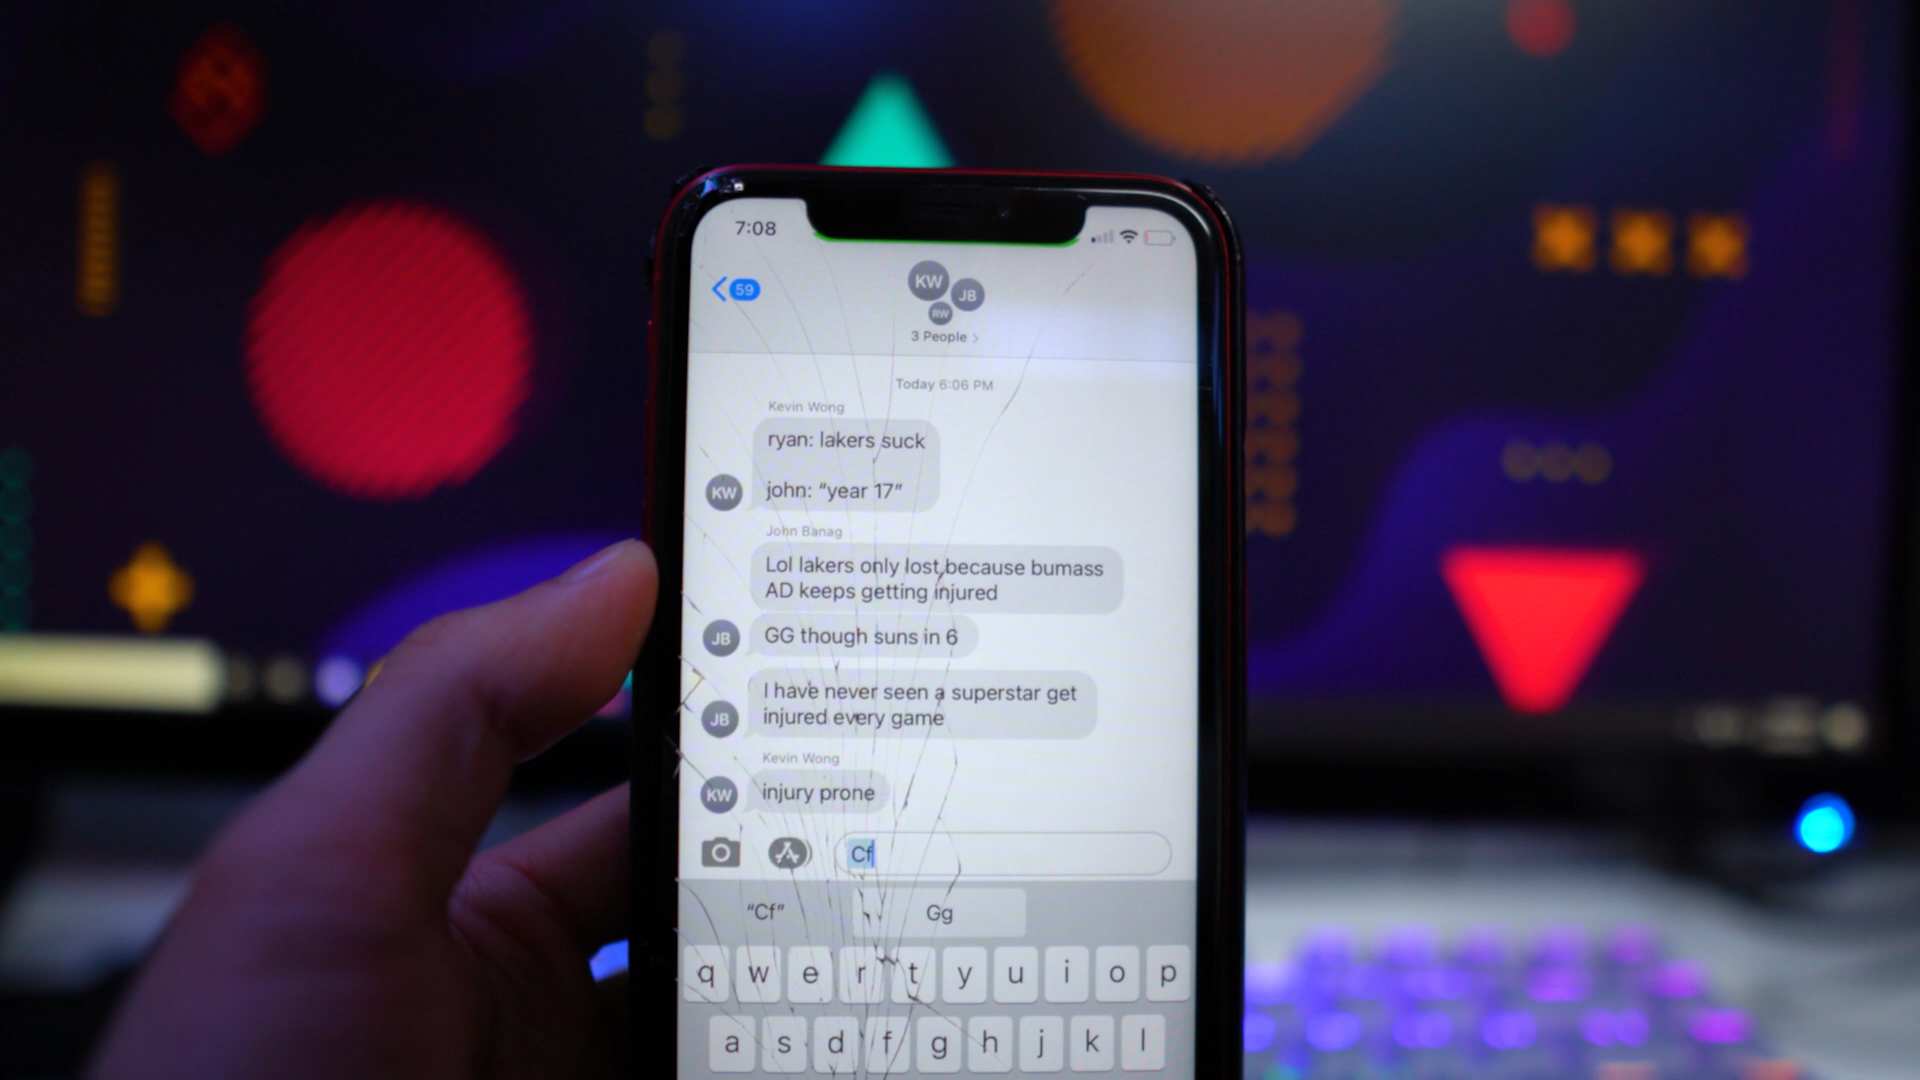 7:08
59
KW
JB
RW
3 People >
Today 6:06 PM
Kevin Wong
ryan: lakers suck
KW
john: “year 17”
John Banag
Lol lakers only lost because bumass
AD keeps getting injured
JB
GG though suns in 6
I have never seen a superstar get
JB
injured every game
Kevin Wong
KW
injury prone
Cf
“Cf”
Gg
q w e r t y u i o p
a s d f g h j k l